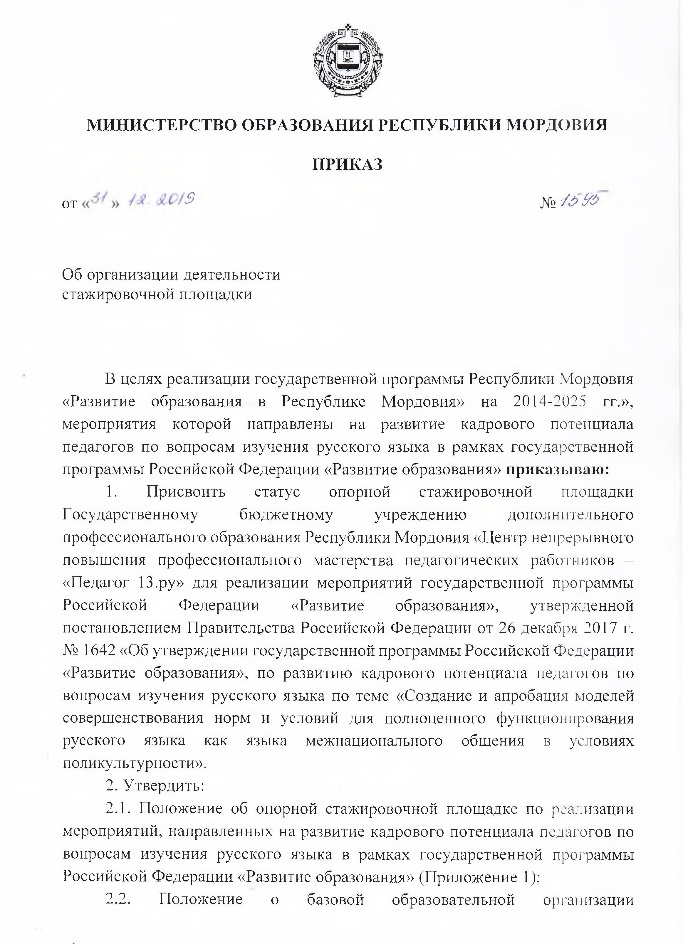 МИНИСТЕРСТВО ОБРАЗОВАНИЯ РЕСПУБЛИКИ МОРДОВИЯ
ПРИКАЗ
от «31» 12.2019 № 1595
Об организации деятельности
стажировочной площадки
В целях реализации государственной программы Республики Мордовия
«Развитие образования в Республике Мордовия» на 2014-2025 гг.»,
мероприятия которой направлены на развитие кадрового потенциала
педагогов по вопросам изучения русского языка в рамках государственной
программы Российской Федерации «Развитие образования» приказываю:
1. Присвоить статус опорной стажировочной площадки
Государственному бюджетному учреждению дополнительного
профессионального образования Республики Мордовия «Центр непрерывного
повышения профессионального мастерства педагогических работников –
«Педагог 13.ру» для реализации мероприятий государственной программы
Российской Федерации «Развитие образования», утвержденной
постановлением Правительства Российской Федерации от 26 декабря 2017 г.
№ 1642 «Об утверждении государственной программы Российской Федерации
«Развитие образования», по развитию кадрового потенциала педагогов по
вопросам изучения русского языка по теме «Создание и апробация моделей
совершенствования норм и условий для полноценного функционирования
русского языка как языка межнационального общения в условиях
поликультурности».
2. Утвердить:
2.1. Положение об опорной стажировочной площадке по реализации
мероприятий, направленных на развитие кадрового потенциала педагогов по
вопросам изучения русского языка в рамках государственной программы
Российской Федерации «Развитие образования» (Приложение 1);
2.2. Положение о базовой образовательной организации